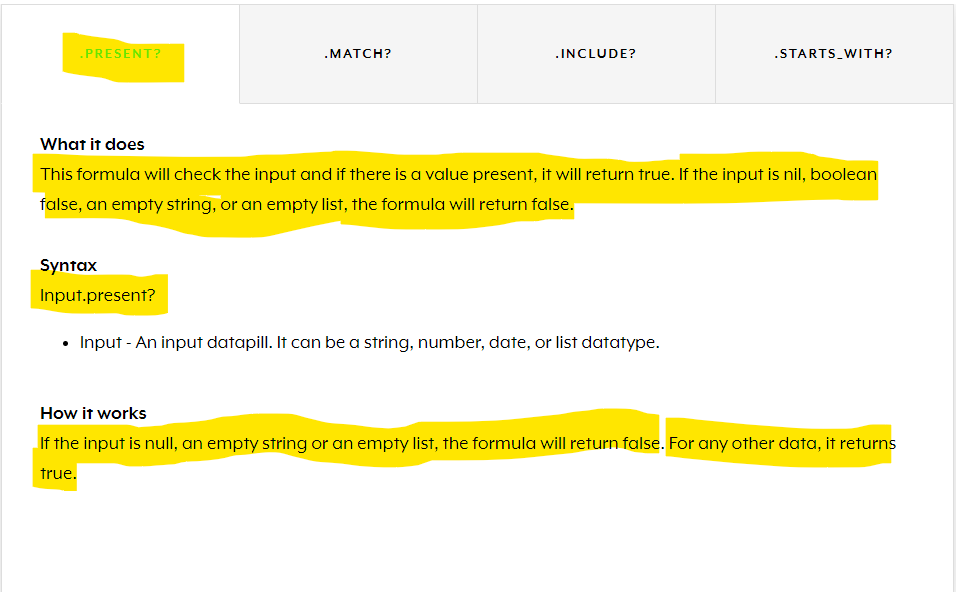 .PRESENT?
.MATCH?
.INCLUDE?
.STARTS_WITH?
What it does
This formula will check the input and if there is a value present, it will return true. If the input is nil, boolean
false, an empty string, or an empty list, the formula will return false.
Syntax
Input.present?
• Input - An input datapill. It can be a string, number, date, or list datatype.
How it works
If the input is null, an empty string or an empty list, the formula will return false. For any other data, it returns
true.